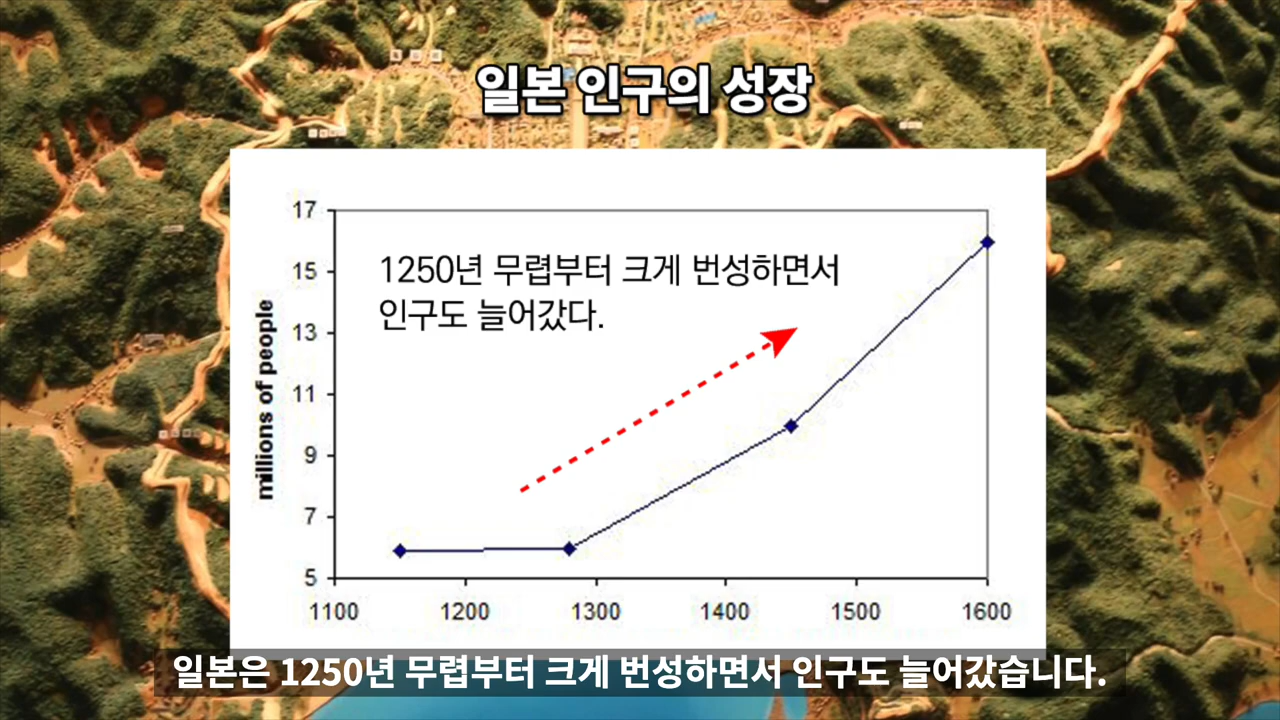 일본 인구의 성장
17
15
13
11
9
7
5
millions of people
1250년 무렵부터 크게 번성하면서
인구도 늘어갔다.
1100 1200 1300 1400 1500 1600
일본은 1250년 무렵부터 크게 번성하면서 인구도 늘어갔습니다.